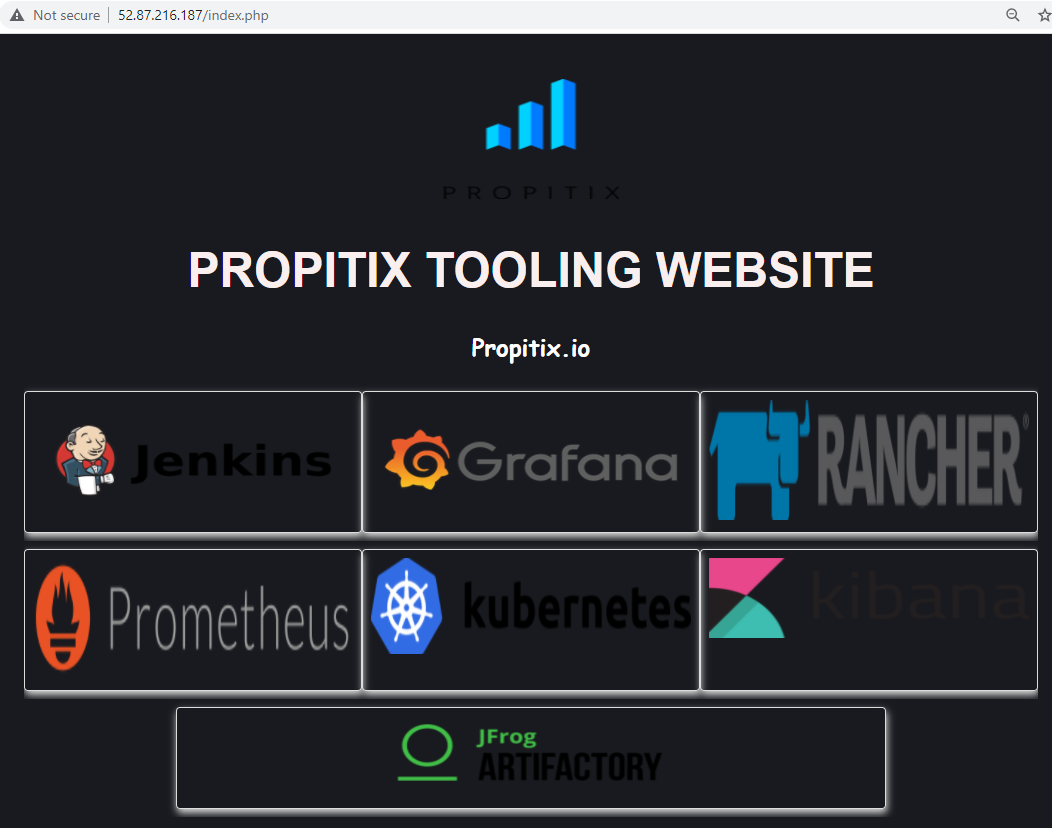 Not secure | 52.87.216.187/index.php
PROPITIX
PROPITIX TOOLING WEBSITE
Propitix.io
Jenkins
Grafana
RANCHER®
Prometheus
kubernetes
kibana
JFrog
ARTIFACTORY